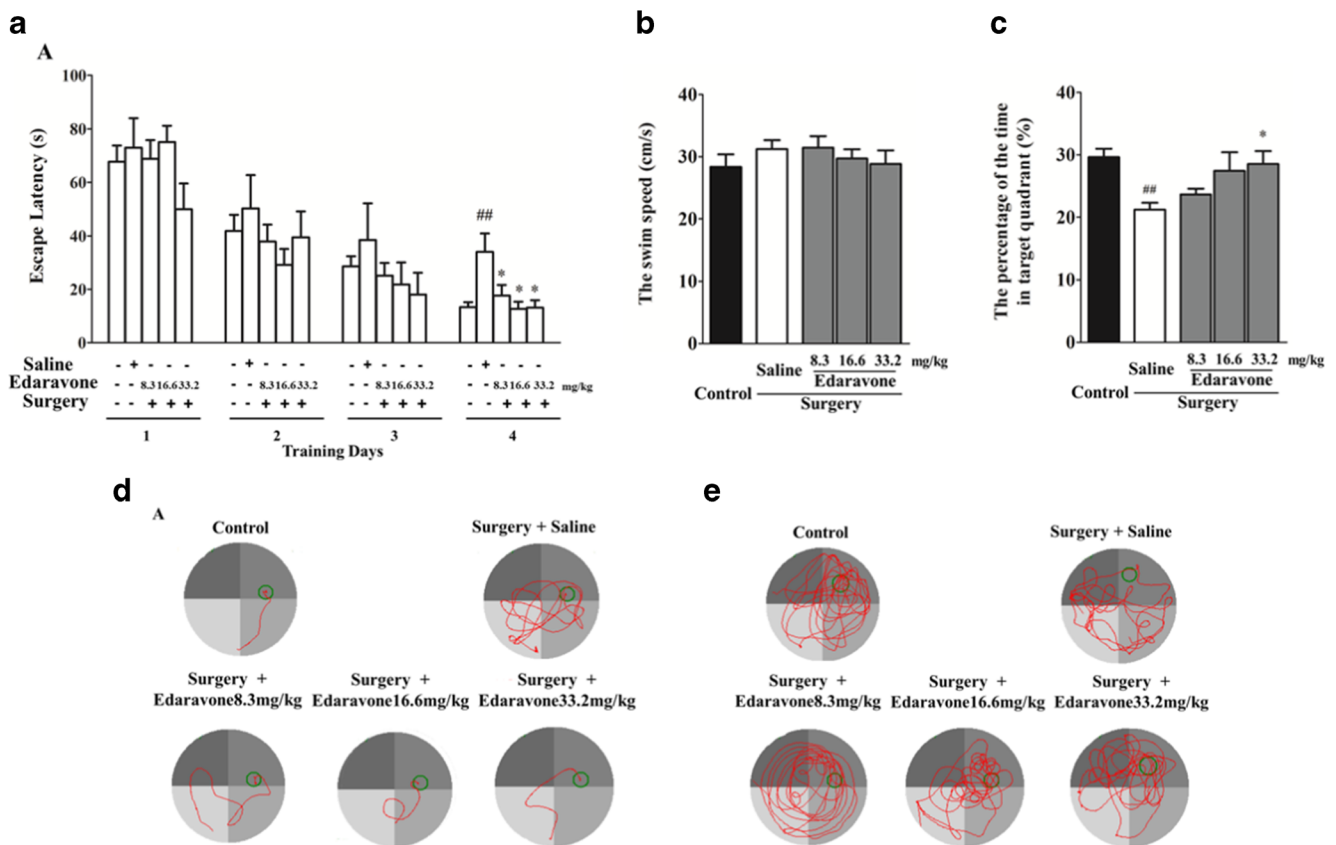 a
A
Escape Latency (s)
100
80
60
40
20
0
##
*
*
*
Saline - + - - - - + - - - - + - - - - + - - -
Edaravone - - 8.3 16.6 33.2 - - 8.3 16.6 33.2 - - 8.3 16.6 33.2 - - 8.3 16.6 33.2 mg/kg
Surgery - - + + + - - + + + - - + + + - - + + +
1 2 3 4
Training Days
b
The swim speed (cm/s)
40
30
20
10
0
8.3 16.6 33.2 mg/kg
Saline
Edaravone
Control
Surgery
c
The percentage of the time
in target quadrant (%)
40
30
20
10
0
##
*
8.3 16.6 33.2 mg/kg
Saline
Edaravone
Control
Surgery
d
A
Control
Surgery + Saline
Surgery +
Edaravone8.3mg/kg
Surgery +
Edaravone16.6mg/kg
Surgery +
Edaravone33.2mg/kg
e
Control
Surgery + Saline
Surgery +
Edaravone8.3mg/kg
Surgery +
Edaravone16.6mg/kg
Surgery +
Edaravone33.2mg/kg